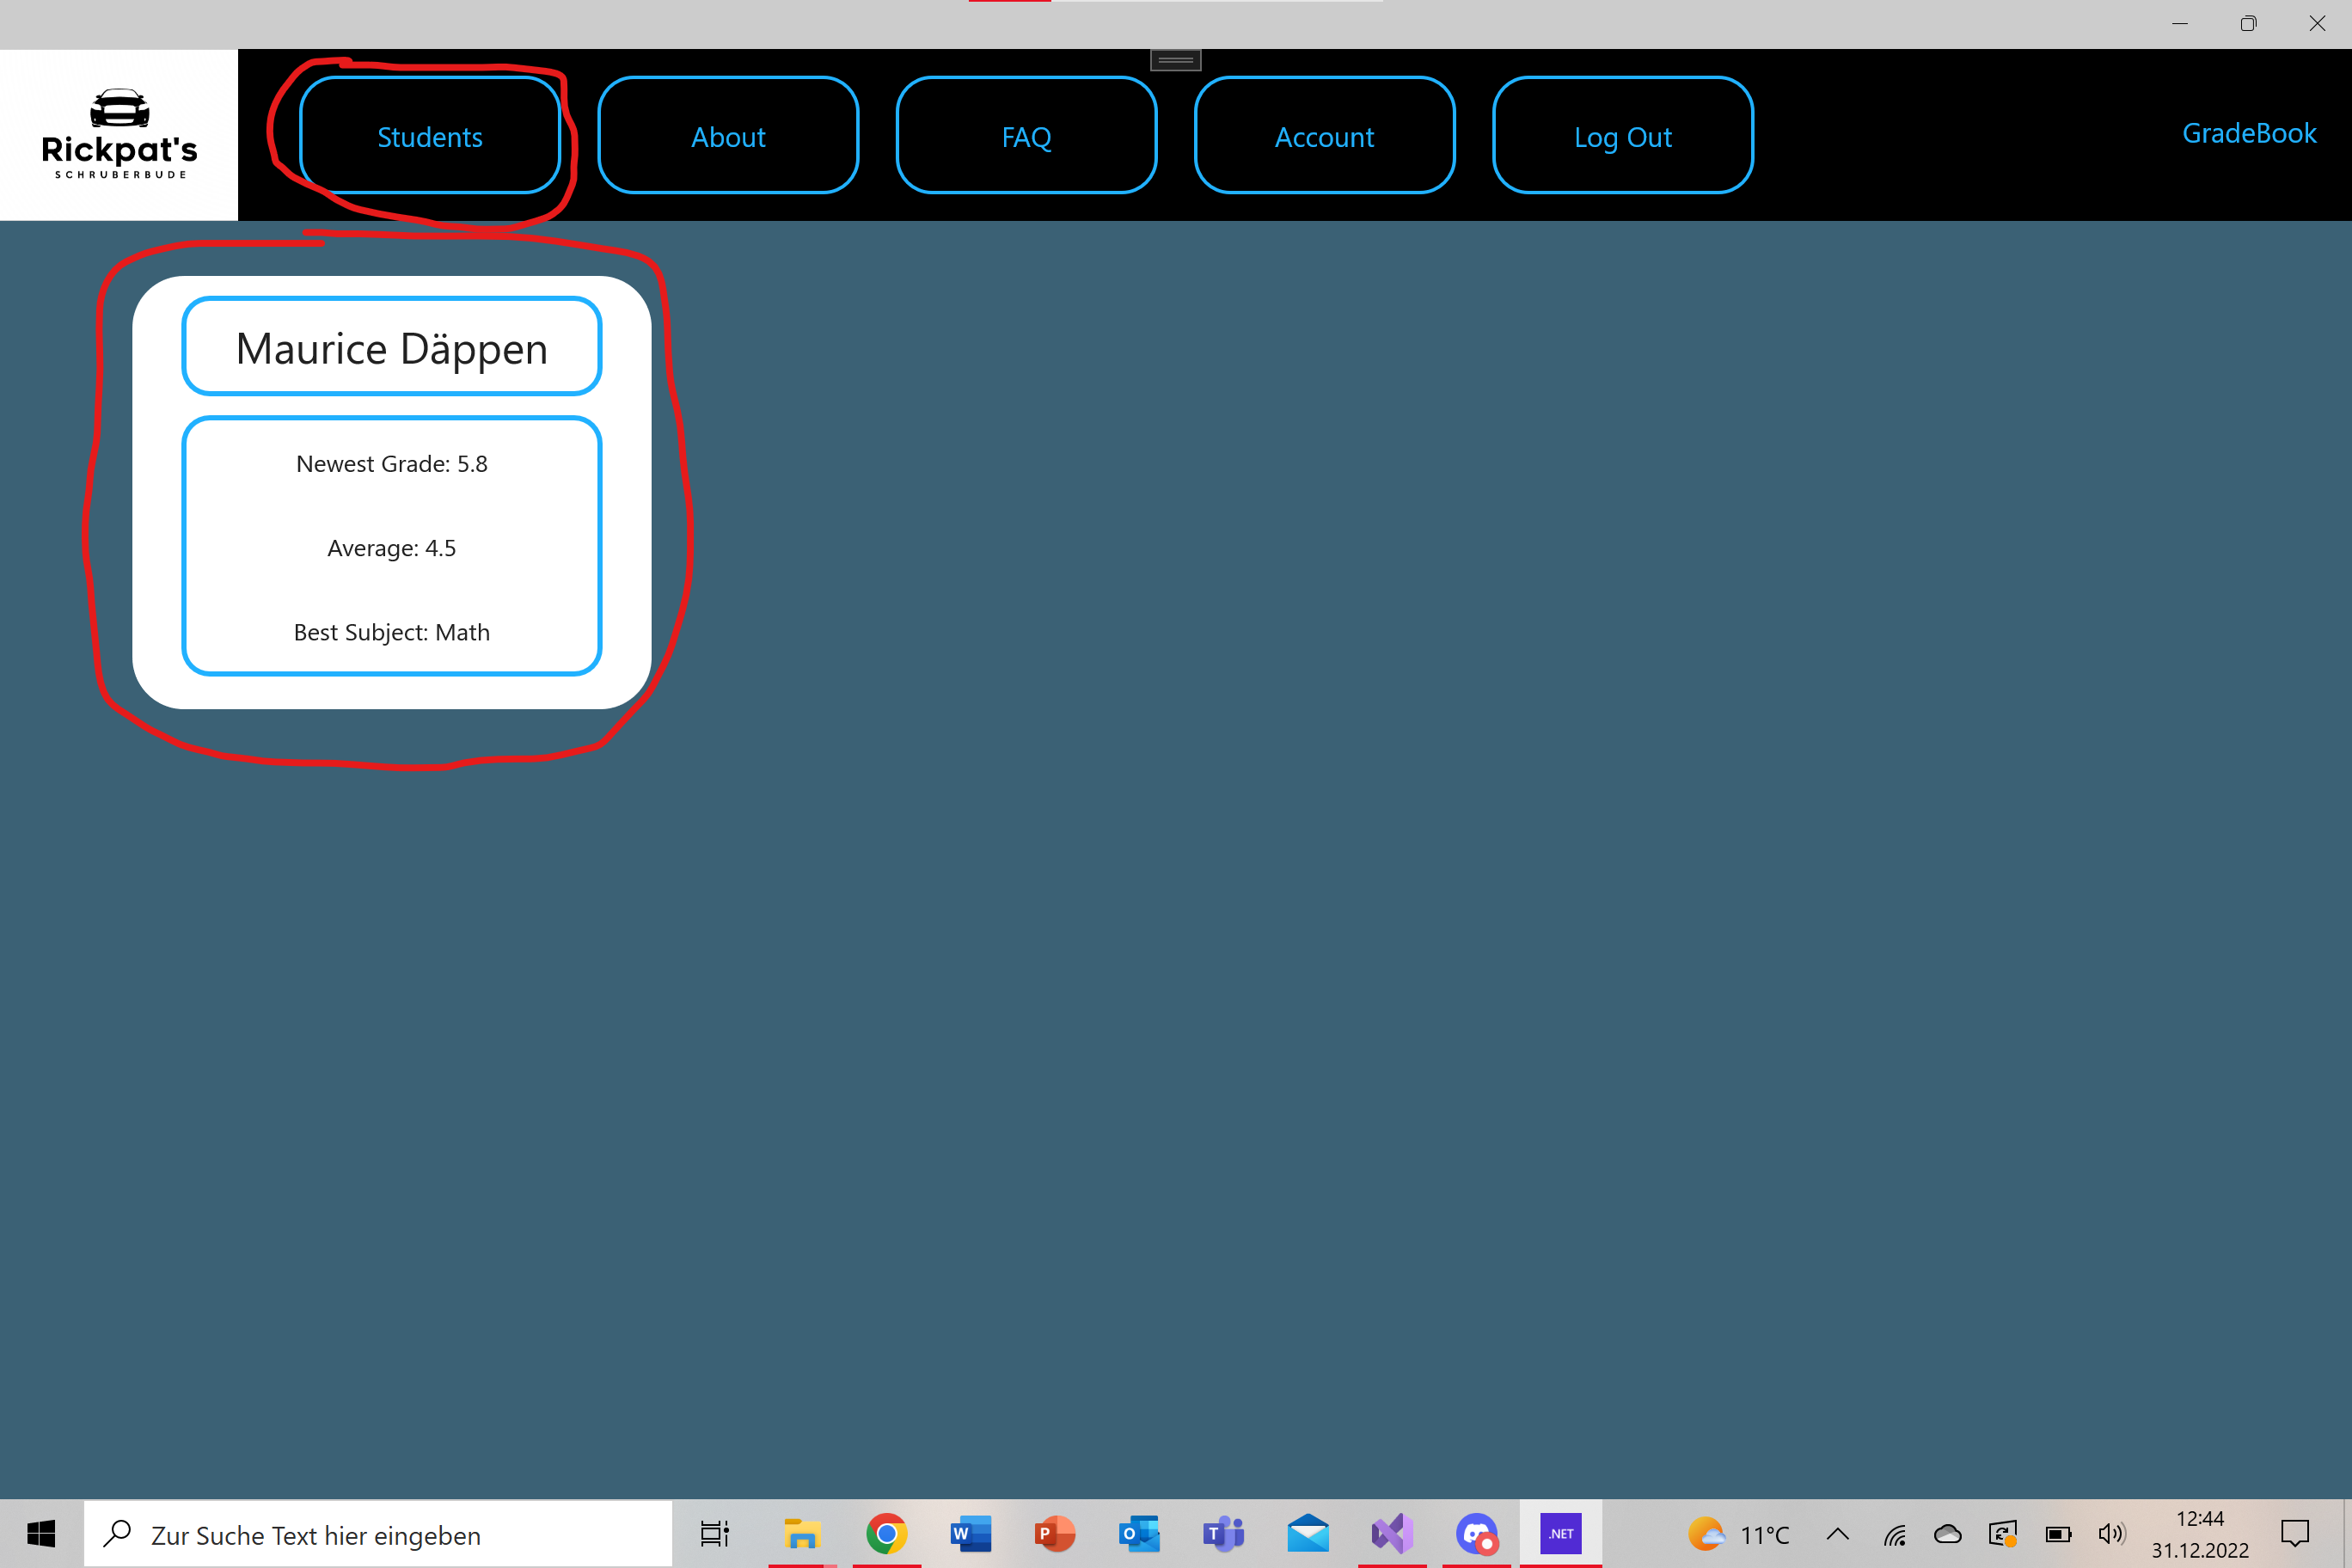 Rickpat's
SCHRUBERBUDE
Students
About
FAQ
Account
Log Out
GradeBook
Maurice Däppen
Newest Grade: 5.8
Average: 4.5
Best Subject: Math
Zur Suche Text hier eingeben
W
P
O
T
.NET
11°C
12:44
31.12.2022